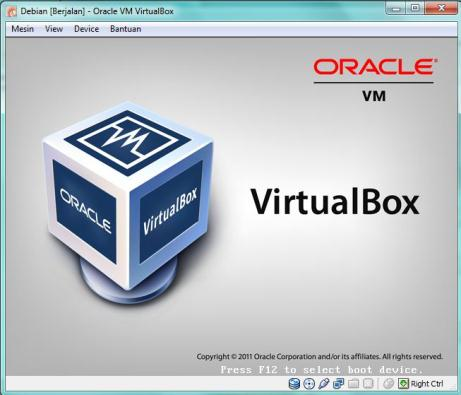 Debian [Berjalan] - Oracle VM VirtualBox
Mesin View Device Bantuan
ORACLE®
VM
ORACLE
VirtualBox
VirtualBox
Copyright © 2011 Oracle Corporation and/or its affiliates. All rights reserved.
Press F12 to select boot device.
Right Ctrl